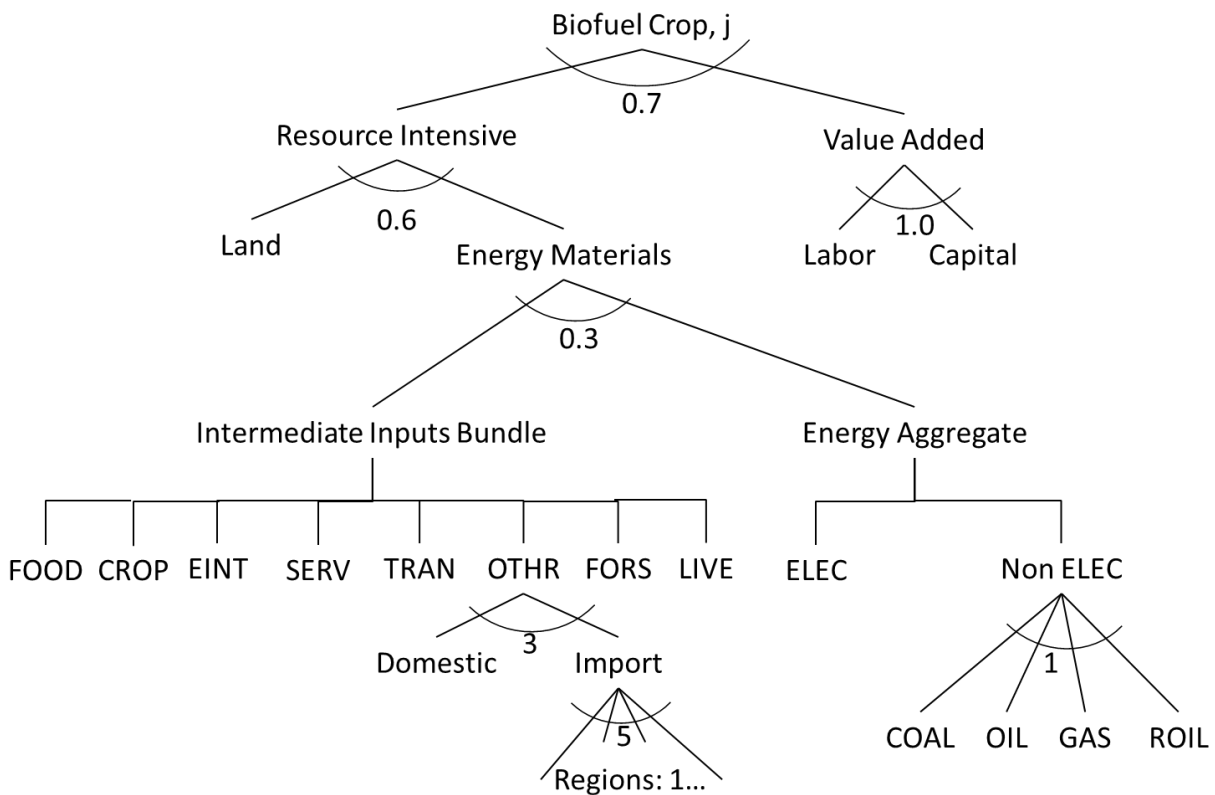 Biofuel Crop, j
0.7
Resource Intensive
Value Added
0.6
1.0
Land
Energy Materials
Labor
Capital
0.3
Intermediate Inputs Bundle
Energy Aggregate
FOOD
CROP
EINT
SERV
TRAN
OTHR
FORS
LIVE
ELEC
Non ELEC
3
1
Domestic
Import
5
COAL
OIL
GAS
ROIL
Regions: 1...